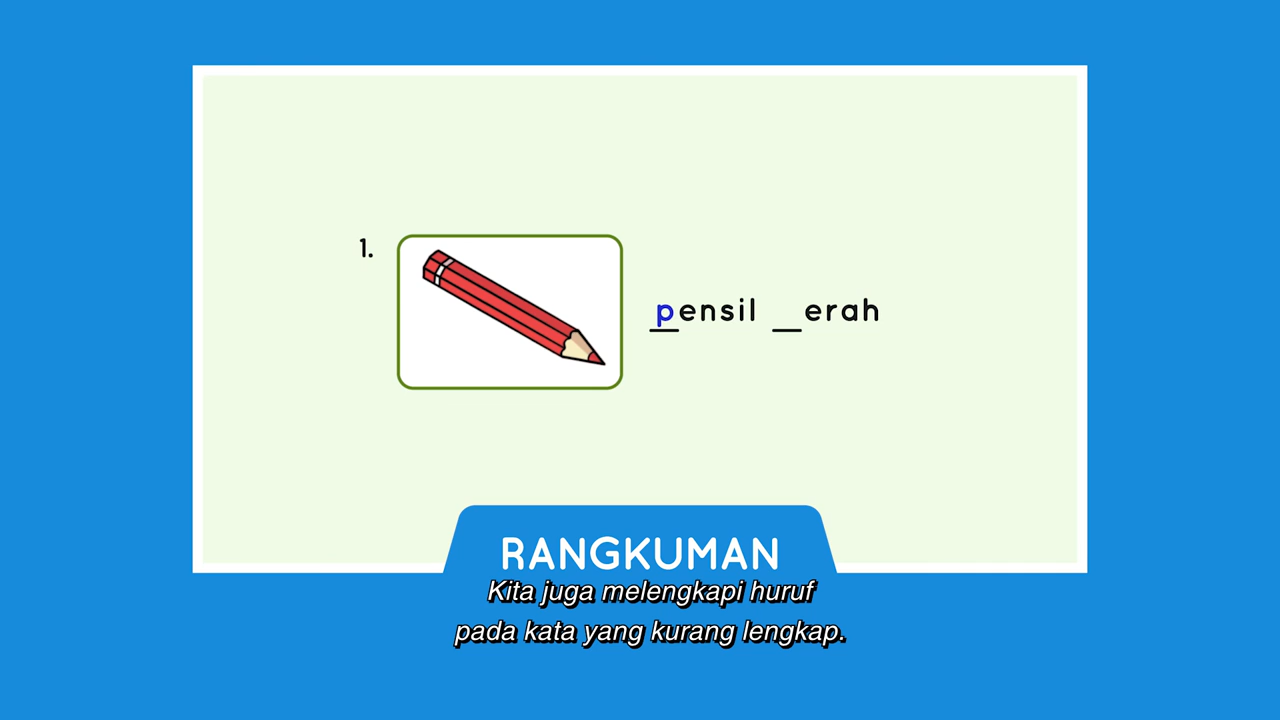 1.
pensil __erah
RANGKUMAN
Kita juga melengkapi huruf
pada kata yang kurang lengkap.